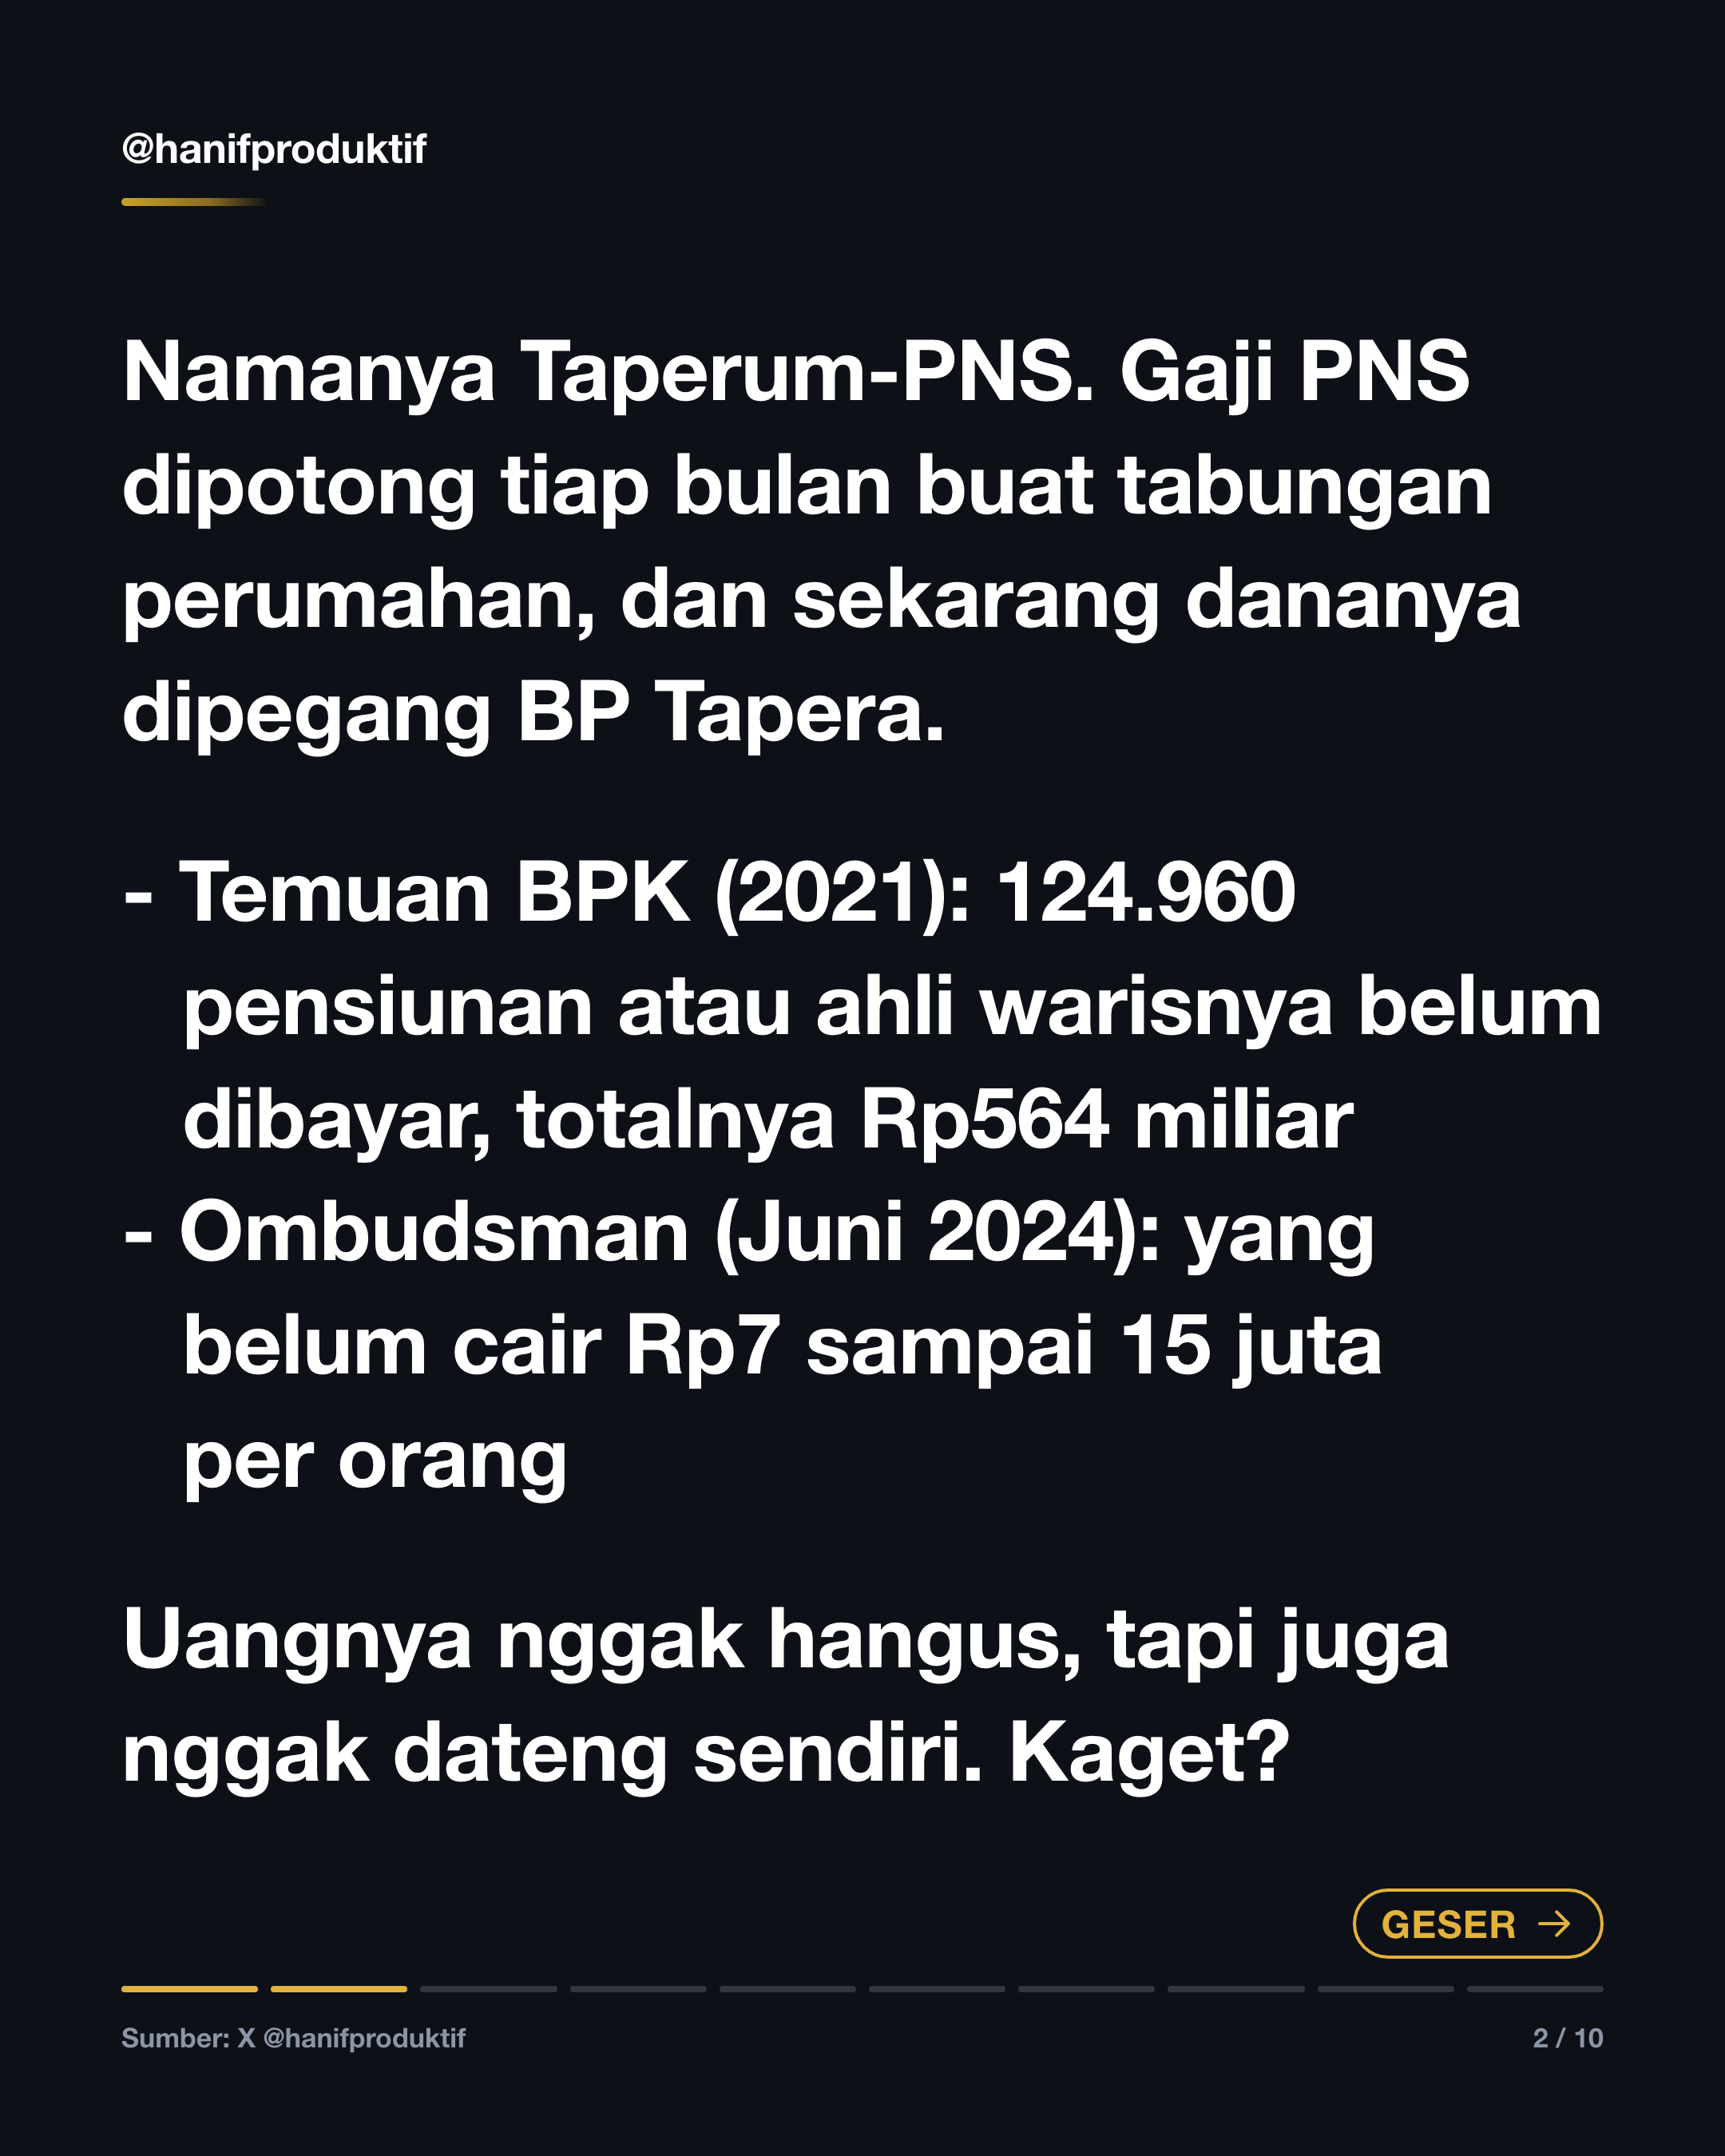 @hanifproduktif
Namanya Taperum-PNS. Gaji PNS
dipotong tiap bulan buat tabungan
perumahan, dan sekarang dananya
dipegang BP Tapera.
- Temuan BPK (2021): 124.960
pensiunan atau ahli warisnya belum
dibayar, totalnya Rp564 miliar
- Ombudsman (Juni 2024): yang
belum cair Rp7 sampai 15 juta
per orang
Uangnya nggak hangus, tapi juga
nggak dateng sendiri. Kaget?
GESER →
Sumber: X @hanifproduktif
2 / 10